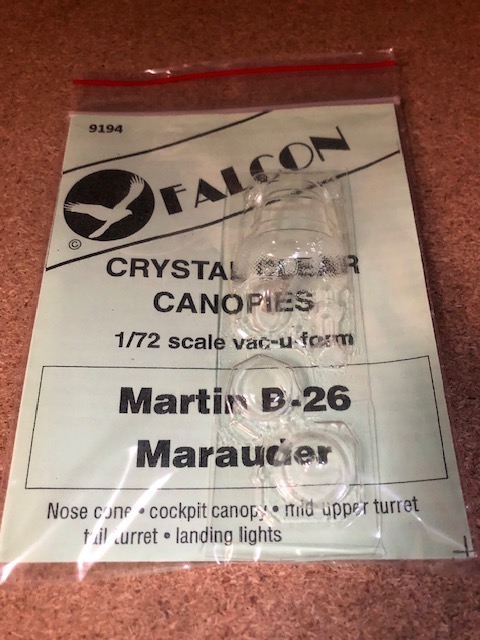 9194
FALCON
©
CRYSTAL CLEAR
CANOPIES
1/72 scale vac-u-form
Martin B-26
Marauder
Nose cone • cockpit canopy • mid upper turret
tail turret • landing lights